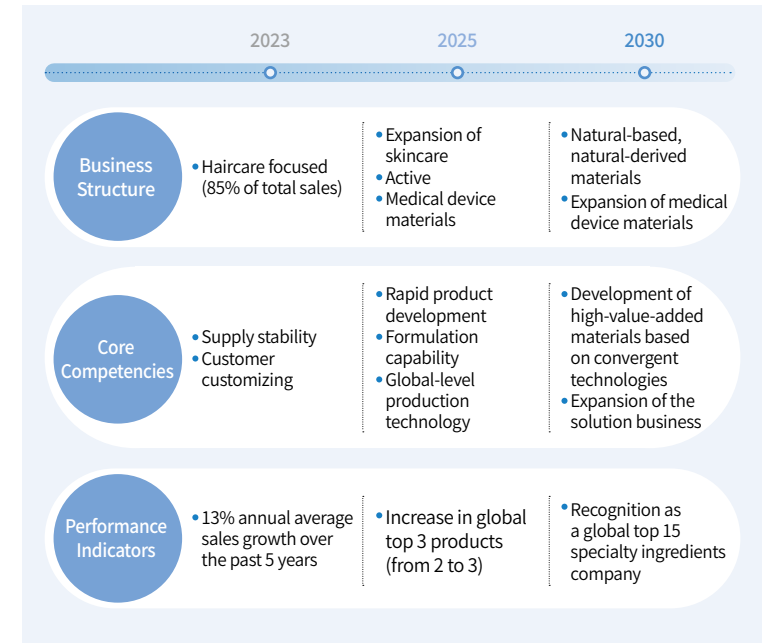 2023
2025
2030
Business
Structure
• Haircare focused
(85% of total sales)
• Expansion of
skincare
• Active
• Medical device
materials
• Natural-based,
natural-derived
materials
• Expansion of medical
device materials
Core
Competencies
• Supply stability
• Customer
customizing
• Rapid product
development
• Formulation
capability
• Global-level
production
technology
• Development of
high-value-added
materials based
on convergent
technologies
• Expansion of the
solution business
Performance
Indicators
• 13% annual average
sales growth over
the past 5 years
• Increase in global
top 3 products
(from 2 to 3)
• Recognition as
a global top 15
specialty ingredients
company